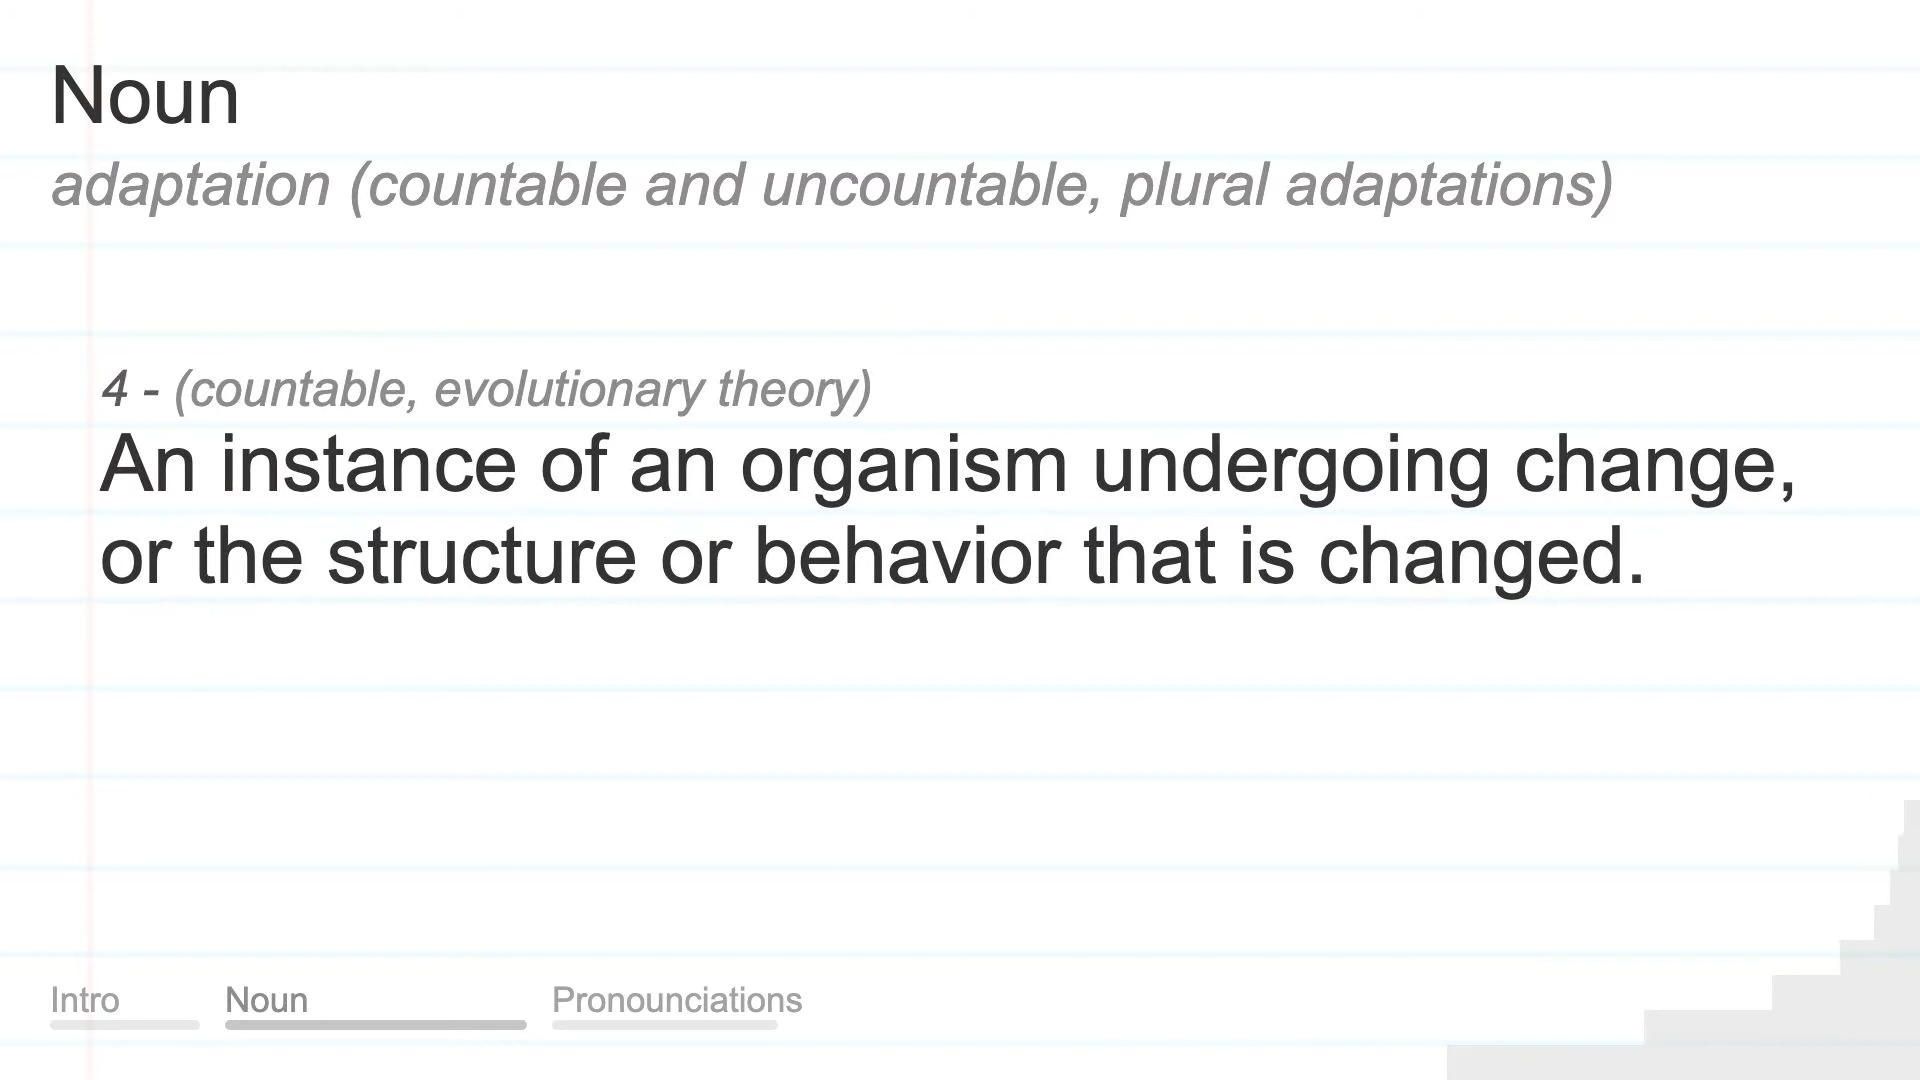 Noun
adaptation (countable and uncountable, plural adaptations)
4 - (countable, evolutionary theory)
An instance of an organism undergoing change,
or the structure or behavior that is changed.
Intro Noun Pronounciations